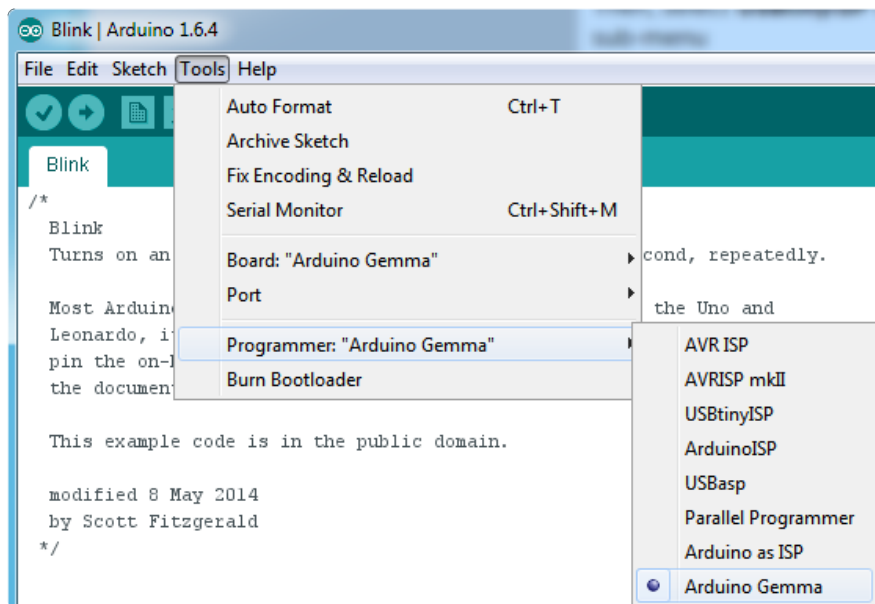 Blink | Arduino 1.6.4
sub-menu
File Edit Sketch Tools Help
Auto Format Ctrl+T
Archive Sketch
Fix Encoding & Reload
Serial Monitor Ctrl+Shift+M
Board: "Arduino Gemma"
Port
Programmer: "Arduino Gemma"
Burn Bootloader
AVR ISP
AVRISP mkII
USBtinyISP
ArduinoISP
USBasp
Parallel Programmer
Arduino as ISP
Arduino Gemma
Blink
/*
Blink
Turns on an cond, repeatedly.
Most the Uno and
Leonardo,
pin the
the
This example code is in the public domain.
modified 8 May 2014
by Scott Fitzgerald
*/